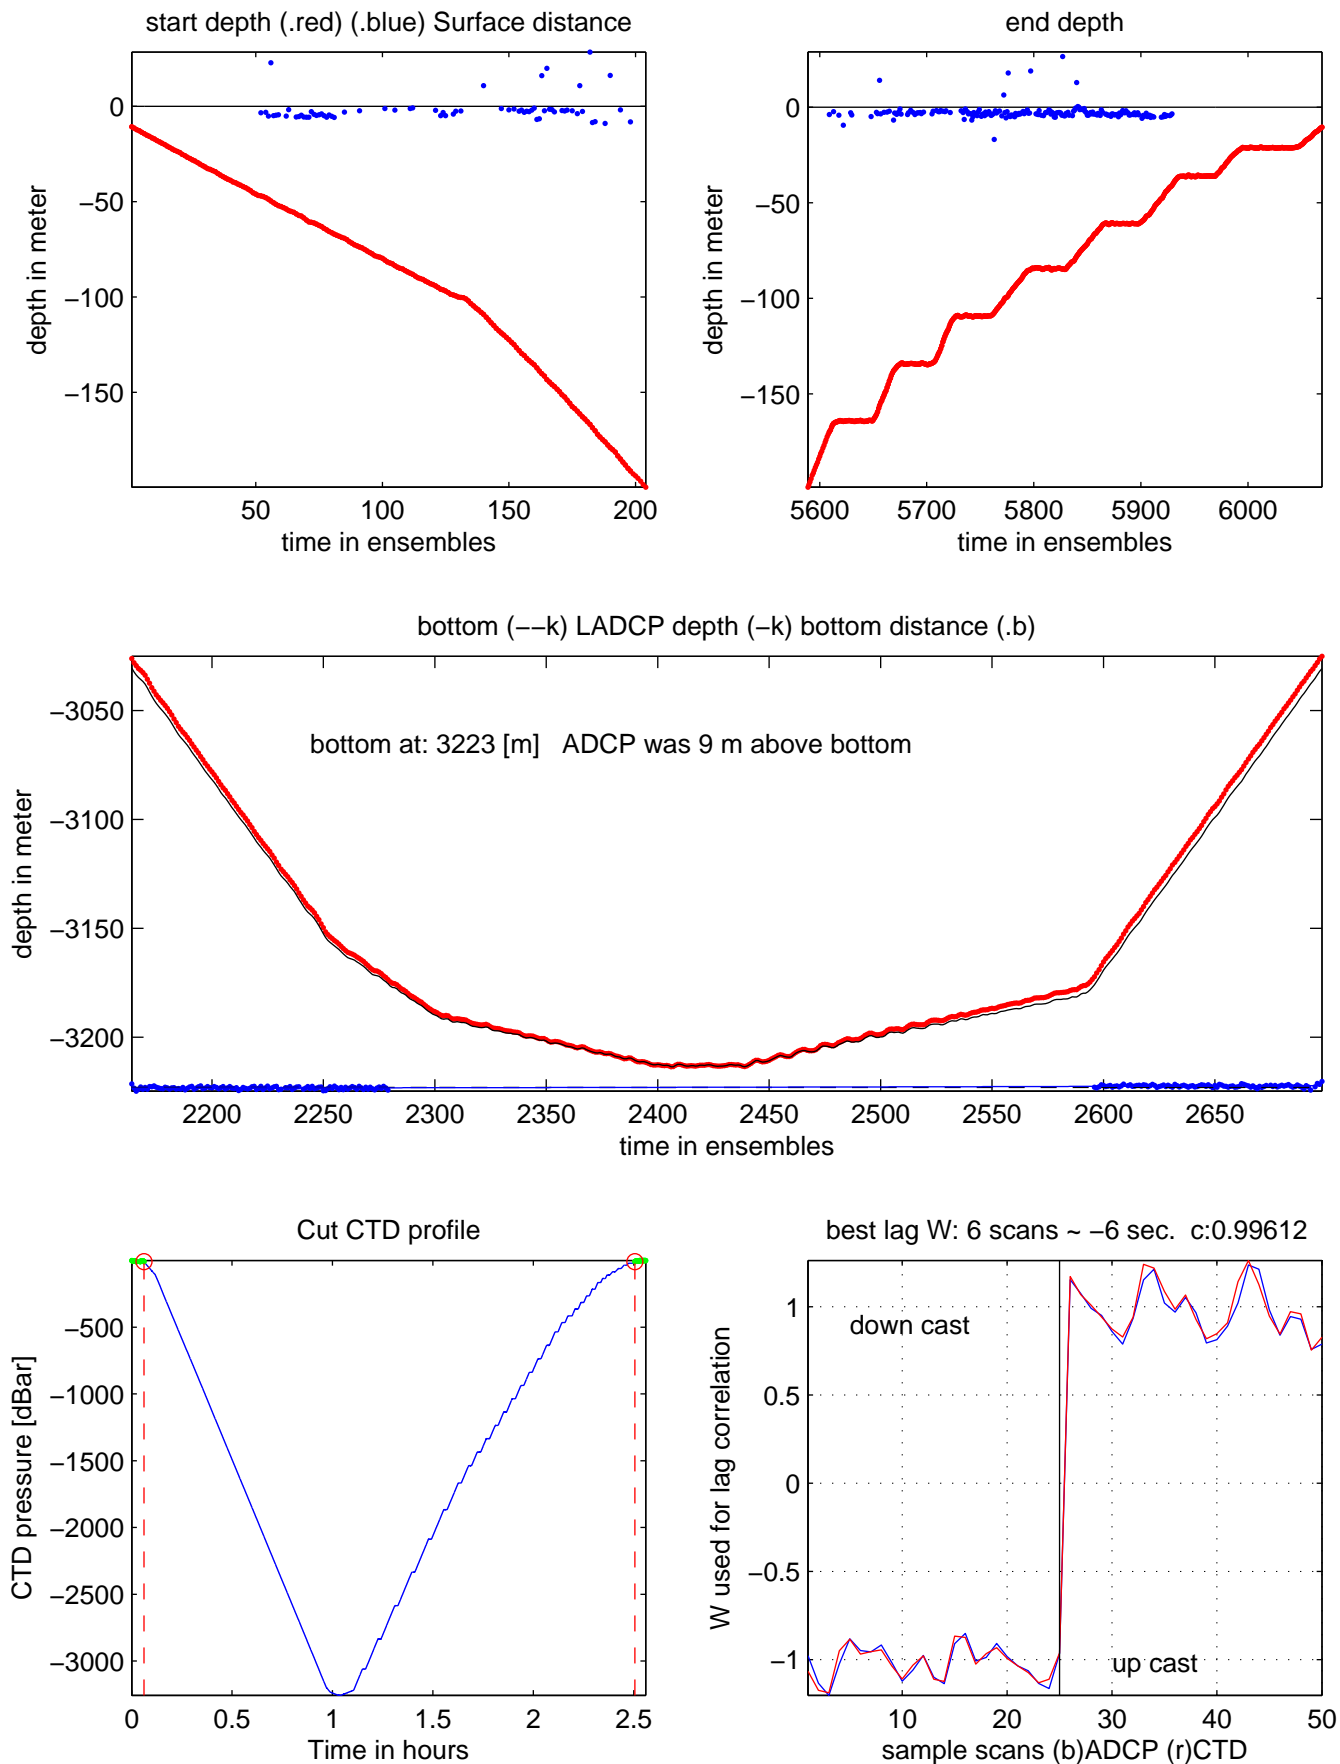 start depth (.red) (.blue) Surface distance
0
−50
−100
−150
depth in meter
50 100 150 200
time in ensembles
end depth
0
−50
−100
−150
depth in meter
5600 5700 5800 5900 6000
time in ensembles
bottom (−−k) LADCP depth (−k) bottom distance (.b)
bottom at: 3223 [m] ADCP was 9 m above bottom
−3050
−3100
−3150
−3200
depth in meter
2200 2250 2300 2350 2400 2450 2500 2550 2600 2650
time in ensembles
Cut CTD profile
−500
−1000
−1500
−2000
−2500
−3000
CTD pressure [dBar]
0 0.5 1 1.5 2 2.5
Time in hours
best lag W: 6 scans ~ −6 sec. c:0.99612
down cast
up cast
1
0.5
0
−0.5
−1
W used for lag correlation
10 20 30 40 50
sample scans (b)ADCP (r)CTD